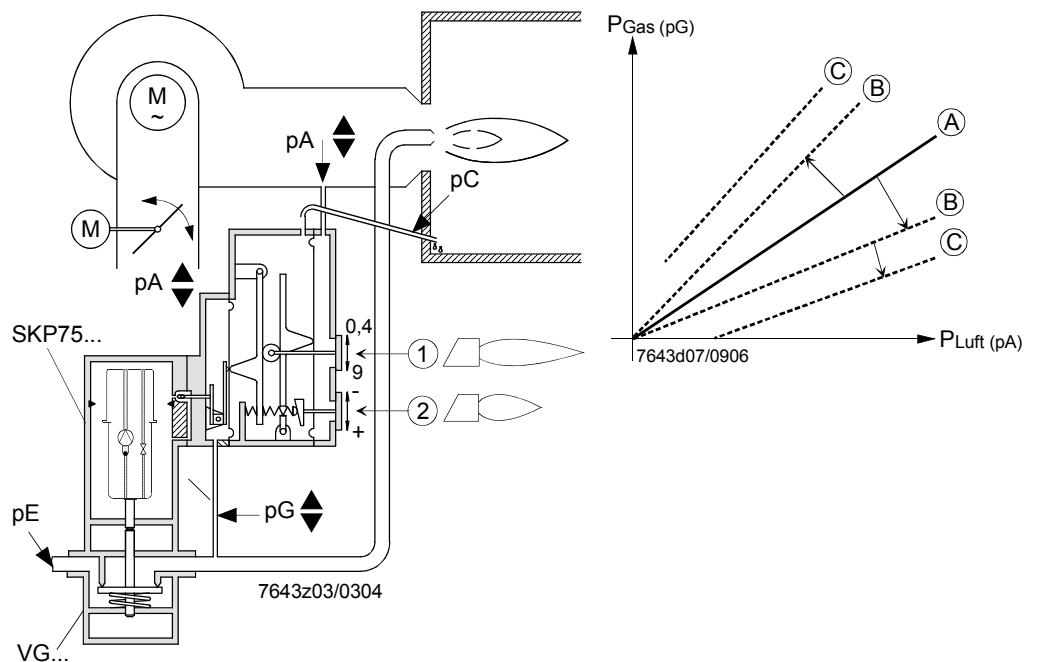 M
~
pA
pC
M
pA
SKP75...
0,4
1
9
-
2
+
pE
pG
7643z03/0304
VG...
PGas (pG)
C
B
A
B
C
PLuft (pA)
7643d07/0906